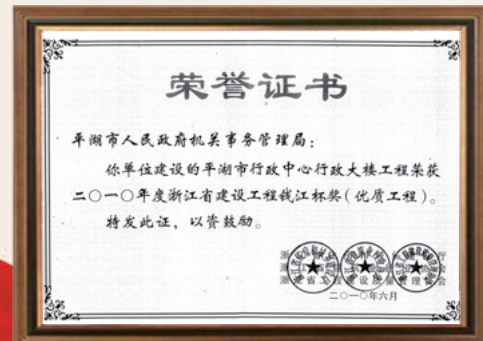 荣誉证书
平湖市人民政府机关事务管理局：
你单位建设的平湖市行政中心行政大楼工程荣获
二〇一〇年度浙江省建设工程钱江杯奖（优质工程）。
特发此证，以资鼓励。
二〇一〇年六月